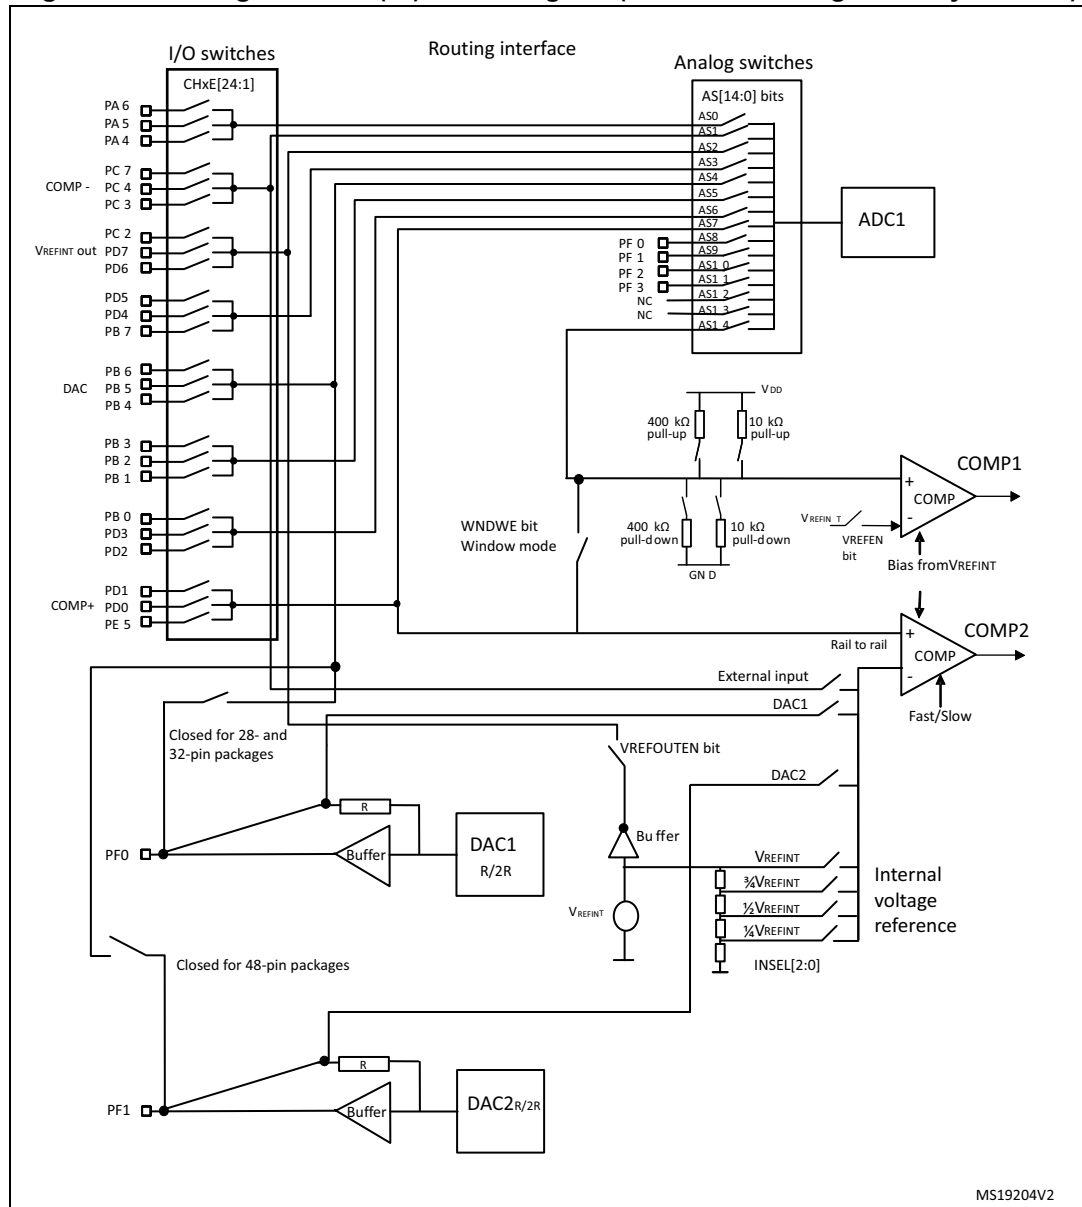 I/O switches
Routing interface
Analog switches
CHxE[24:1]
AS[14:0] bits
PA 6
PA 5
PA 4
PC 7
COMP - PC 4
PC 3
PC 2
VREFINT out PD7
PD6
PD5
PD4
PB 7
PB 6
DAC PB 5
PB 4
PB 3
PB 2
PB 1
PB 0
PD3
PD2
PD1
COMP+ PD0
PE 5
AS0
AS1
AS2
AS3
AS4
AS5
AS6
AS7
AS8
AS9
AS1 0
AS1 1
AS1 2
AS1 3
AS1 4
PF 0
PF 1
PF 2
PF 3
NC
NC
ADC1
VDD
400 kΩ
pull-up
10 kΩ
pull-up
400 kΩ
pull-down
10 kΩ
pull-down
GN D
WNDWE bit
Window mode
COMP1
+
COMP
-
VREFIN T
VREFEN
bit
Bias fromVREFINT
COMP2
+
COMP
-
Rail to rail
Fast/Slow
External input
DAC1
DAC2
Closed for 28- and
32-pin packages
VREFOUTEN bit
R
Buffer
DAC1
R/2R
PF0
Bu ffer
VREFINT
VREFINT
¾VREFINT
½VREFINT
¼VREFINT
Internal
voltage
reference
INSEL[2:0]
Closed for 48-pin packages
R
Buffer
DAC2R/2R
PF1
MS19204V2